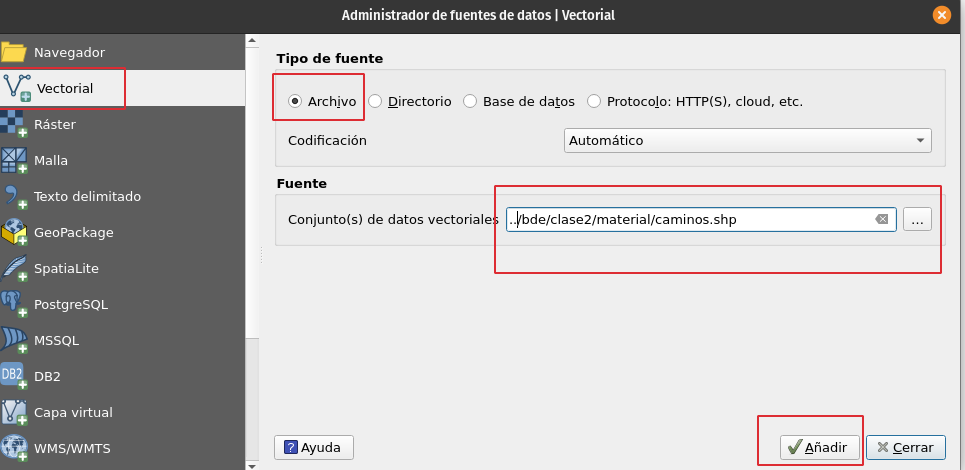 Administrador de fuentes de datos | Vectorial
Navegador
Vectorial
Ráster
Malla
Texto delimitado
GeoPackage
SpatiaLite
PostgreSQL
MSSQL
DB2
DB2
Capa virtual
WMS/WMTS
Tipo de fuente
Archivo
Directorio
Base de datos
Protocolo: HTTP(S), cloud, etc.
Codificación
Automático
Fuente
Conjunto(s) de datos vectoriales
../bde/clase2/material/caminos.shp
...
? Ayuda
Añadir
Cerrar